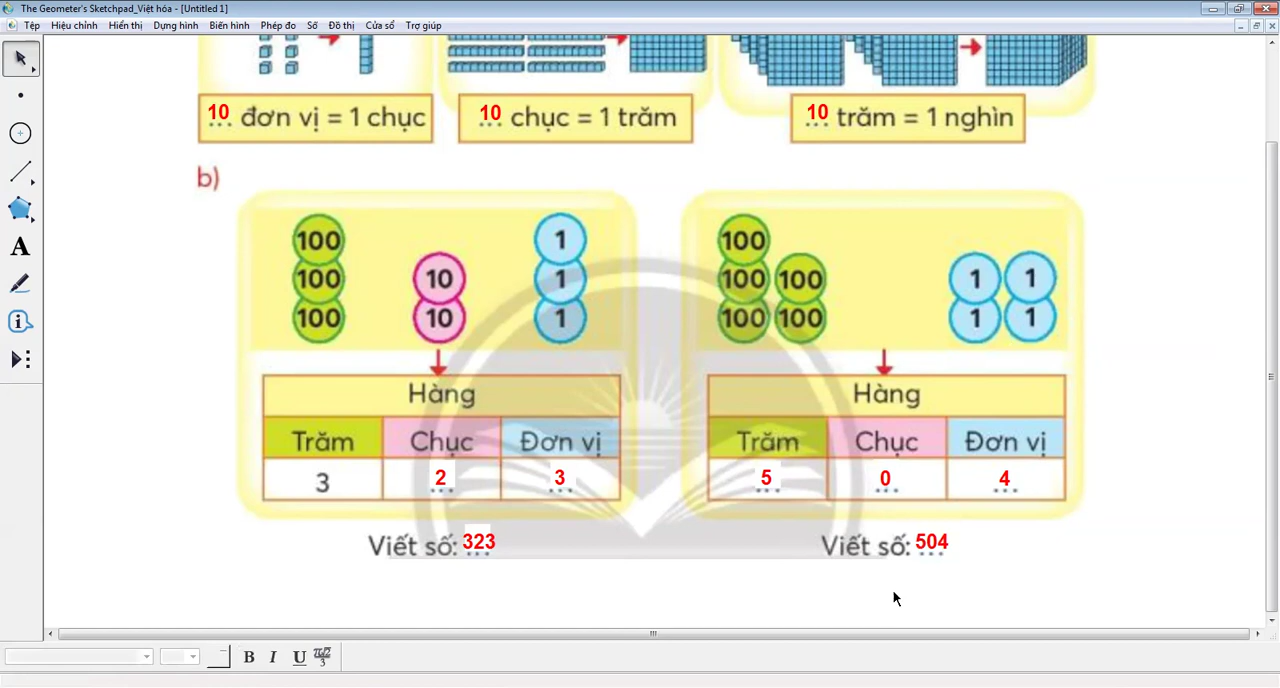 The Geometer's Sketchpad_Việt hóa - [Untitled 1]
Tệp Hiệu chỉnh Hiển thị Dựng hình Biến hình Phép đo Số Đồ thị Cửa sổ Trợ giúp
10 đơn vị = 1 chục
10 chục = 1 trăm
10 trăm = 1 nghìn
b)
100 1 100
100 10 1 100 100 1 1
100 10 1 100 100 1 1
Hàng Hàng
Trăm Chục Đơn vị Trăm Chục Đơn vị
3 2 3 5 0 4
Viết số: 323 Viết số: 504
A
i
B I U